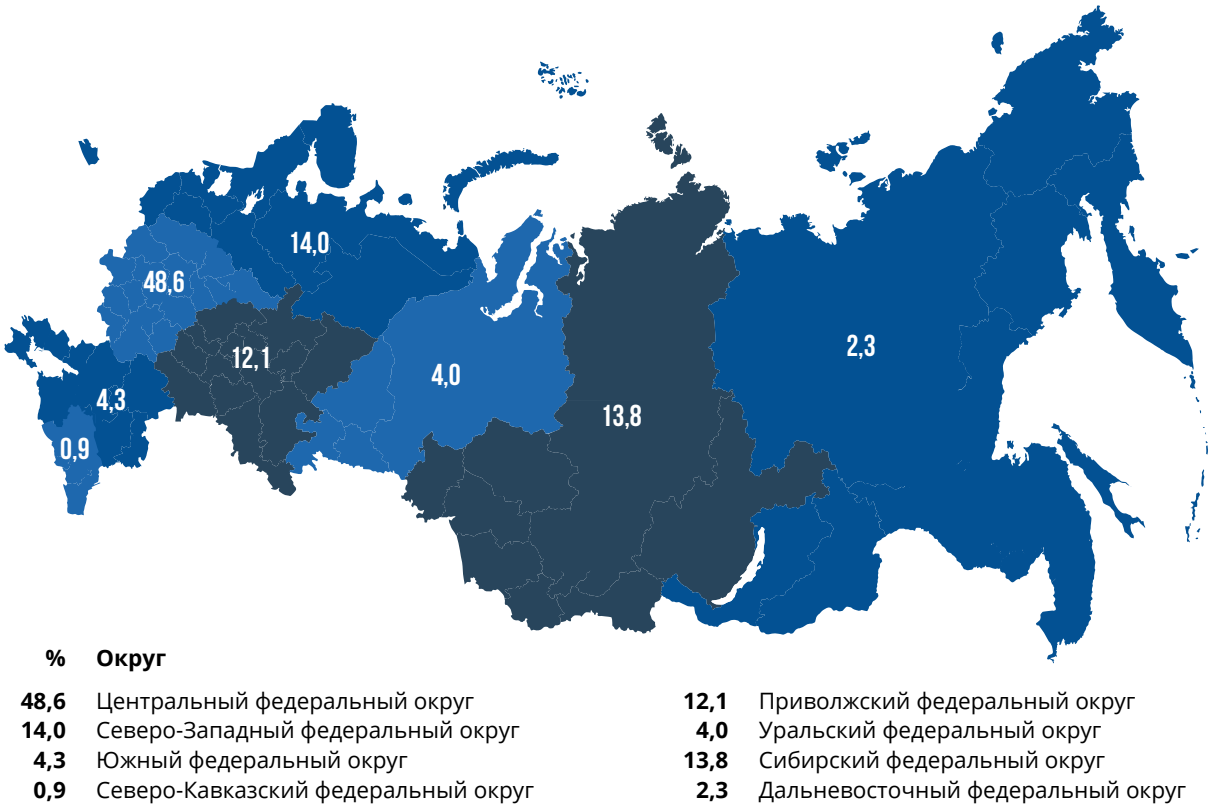 14,0
48,6
2,3
12,1
4,0
4,3
13,8
0,9
% Округ
48,6 Центральный федеральный округ
14,0 Северо-Западный федеральный округ
4,3 Южный федеральный округ
0,9 Северо-Кавказский федеральный округ
12,1 Приволжский федеральный округ
4,0 Уральский федеральный округ
13,8 Сибирский федеральный округ
2,3 Дальневосточный федеральный округ